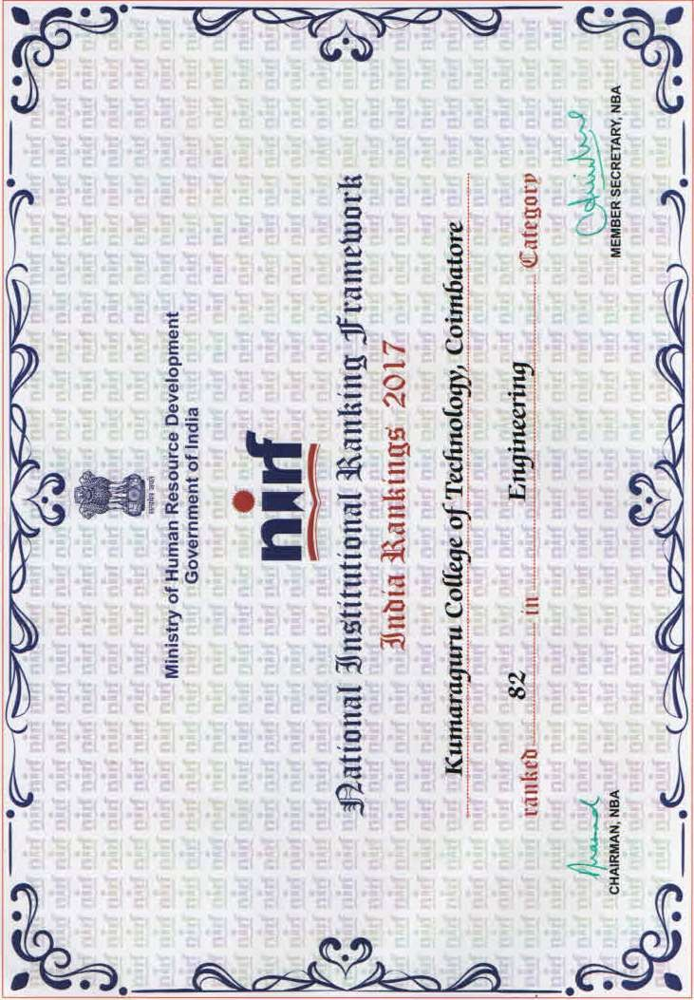 सत्यमेव जयते
Ministry of Human Resource Development
Government of India
nirf
National Institutional Ranking Framework
India Rankings 2017
Kumaraguru College of Technology, Coimbatore
ranked 82 in Engineering Category
CHAIRMAN, NBA
MEMBER SECRETARY, NBA